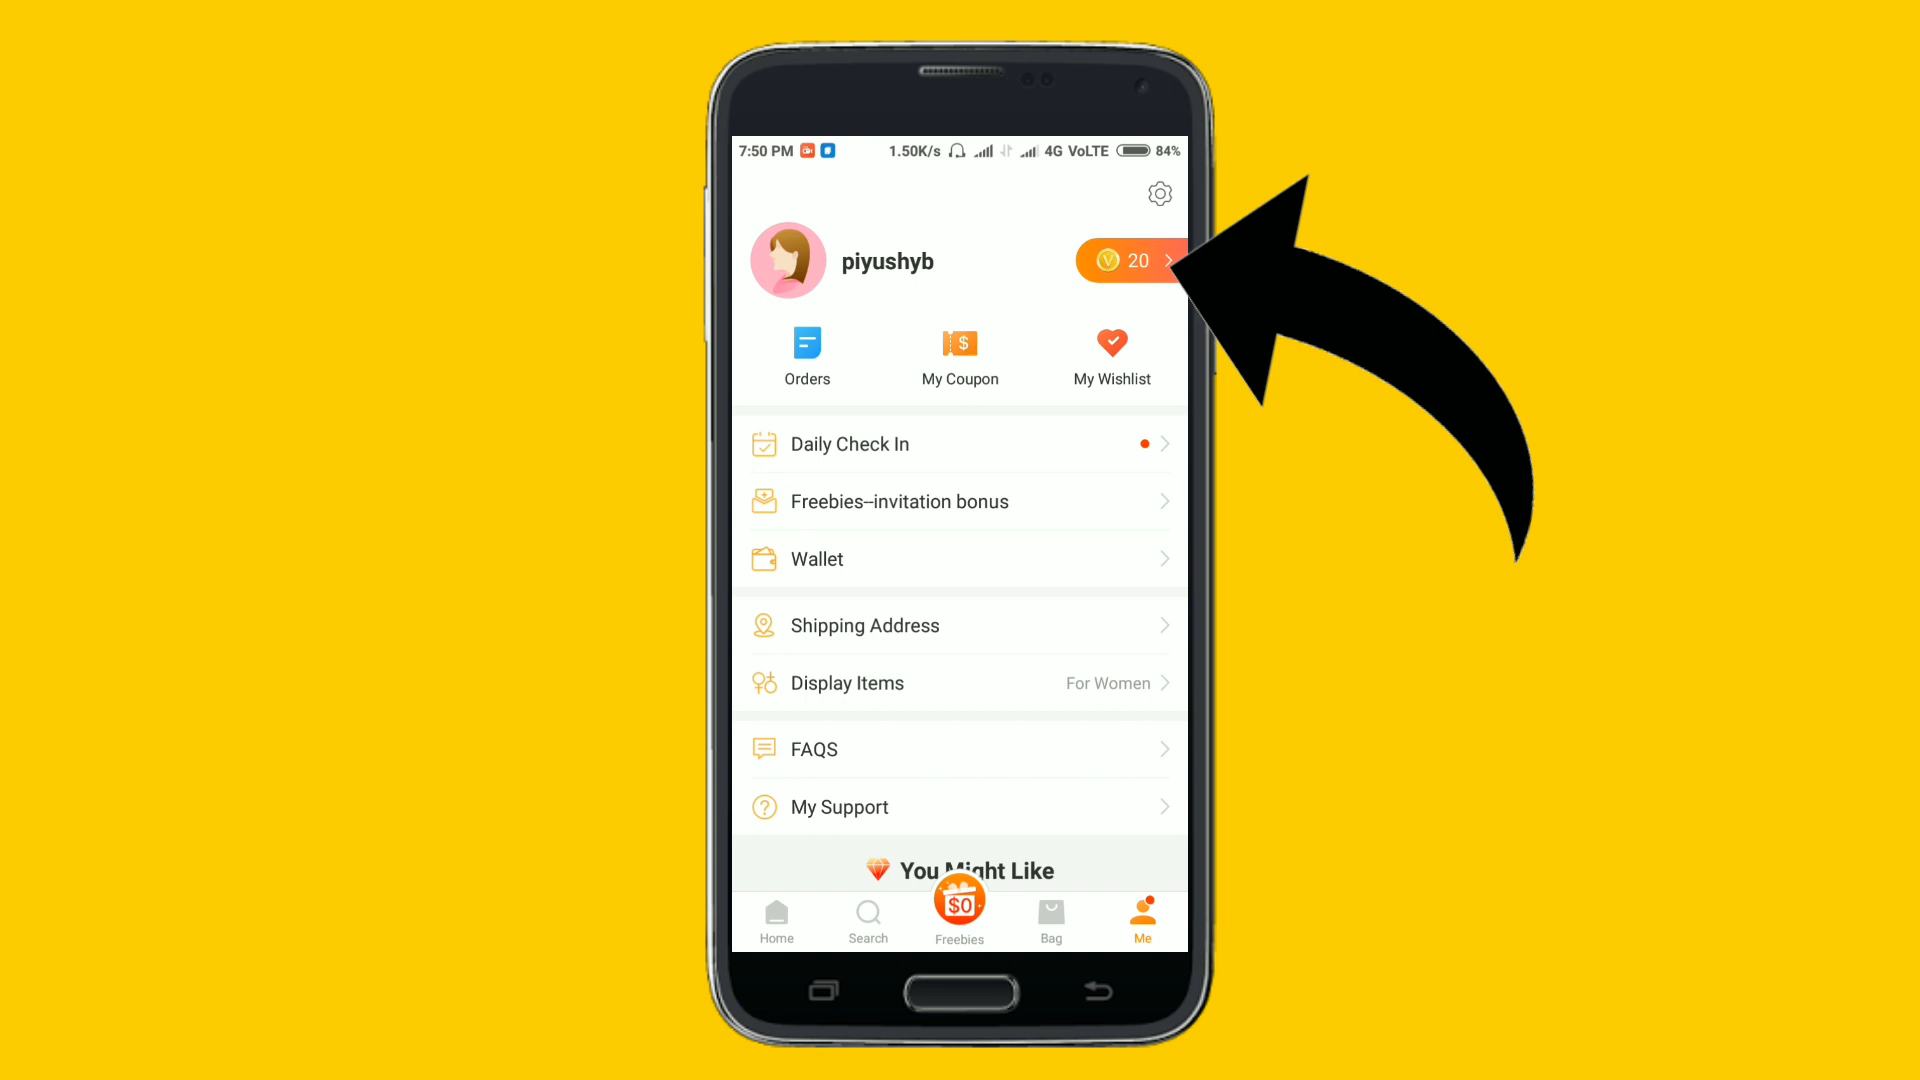 7:50 PM 1.50K/s 4G VoLTE 84%
piyushyb
V 20
$
Orders My Coupon My Wishlist
Daily Check In
Freebies--invitation bonus
Wallet
Shipping Address
Display Items For Women
FAQS
? My Support
You Might Like
$0
Home Search Freebies Bag Me